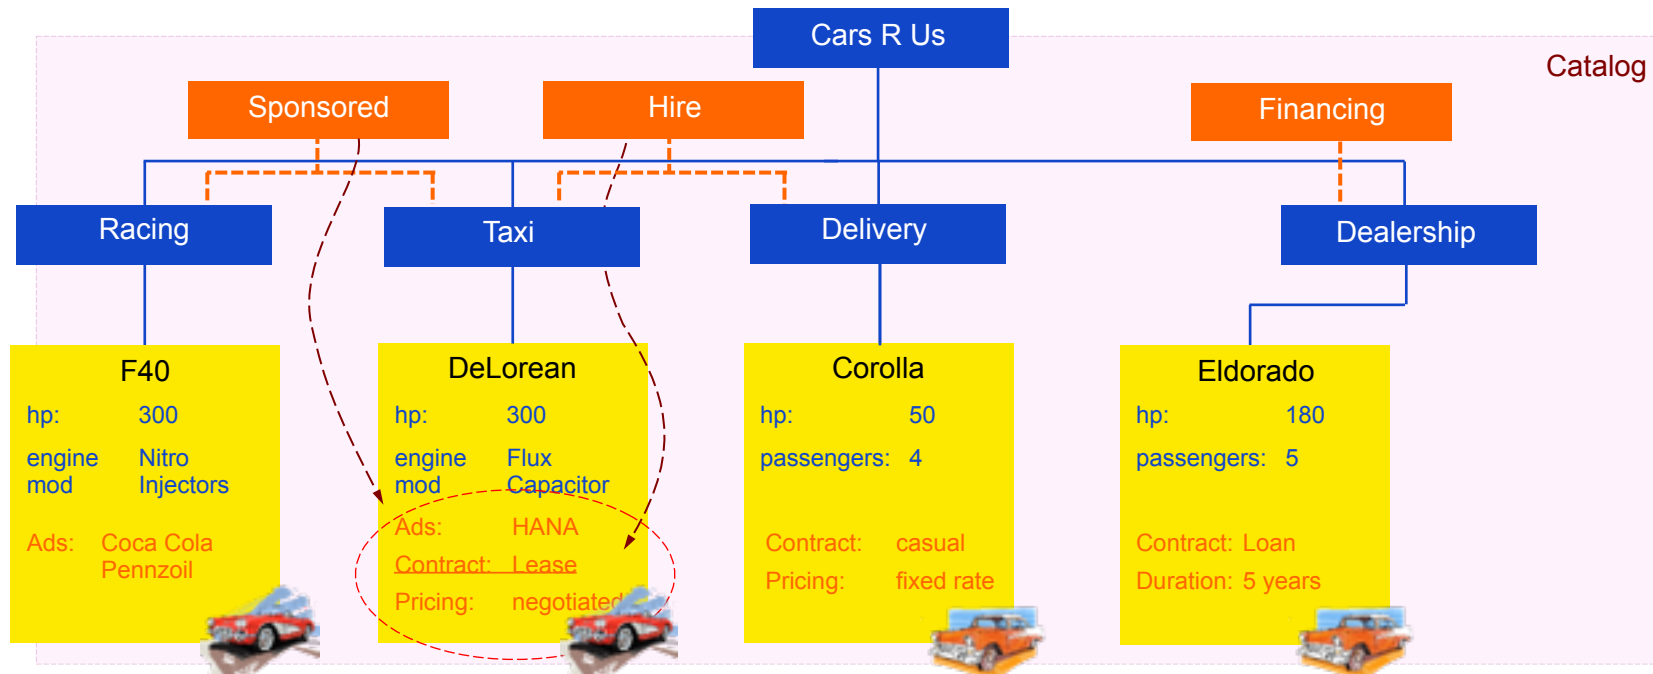 Cars R Us
Catalog
Sponsored
Hire
Financing
Racing
Taxi
Delivery
Dealership
F40
hp: 300
engine mod Nitro Injectors
Ads: Coca Cola
Pennzoil
DeLorean
hp: 300
engine mod Flux Capacitor
Ads: HANA
Contract: Lease
Pricing: negotiated
Corolla
hp: 50
passengers: 4
Contract: casual
Pricing: fixed rate
Eldorado
hp: 180
passengers: 5
Contract: Loan
Duration: 5 years